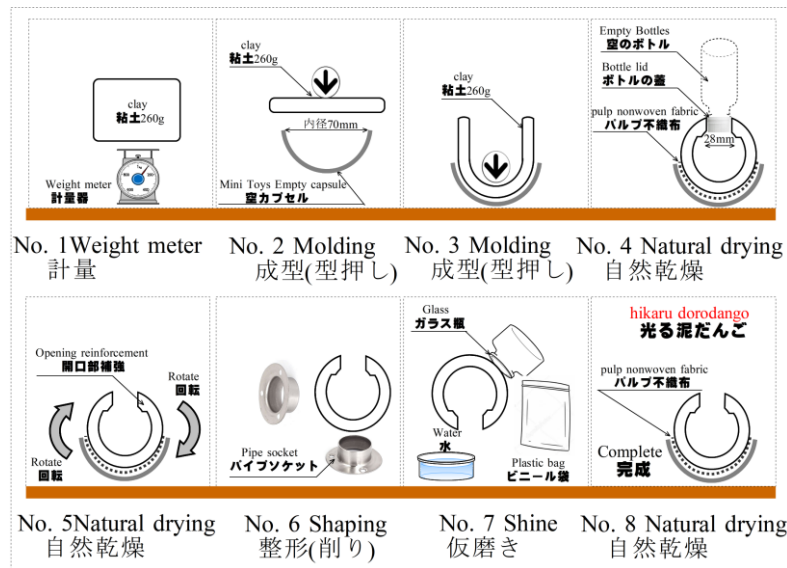 clay
粘土260g
Weight meter
計量器
No. 1Weight meter
計量
clay
粘土260g
内径70mm
Mini Toys Empty capsule
空カプセル
No. 2 Molding
成型(型押し)
clay
粘土260g
No. 3 Molding
成型(型押し)
Empty Bottles
空のボトル
Bottle lid
ボトルの蓋
pulp nonwoven fabric
パルプ不織布
28mm
No. 4 Natural drying
自然乾燥
Opening reinforcement
開口部補強
Rotate
回転
Rotate
回転
No. 5Natural drying
自然乾燥
Pipe socket
パイプソケット
No. 6 Shaping
整形(削り)
Glass
ガラス瓶
Water
水
Plastic bag
ビニール袋
No. 7 Shine
仮磨き
hikaru dorodango
光る泥だんご
pulp nonwoven fabric
パルプ不織布
Complete
完成
No. 8 Natural drying
自然乾燥